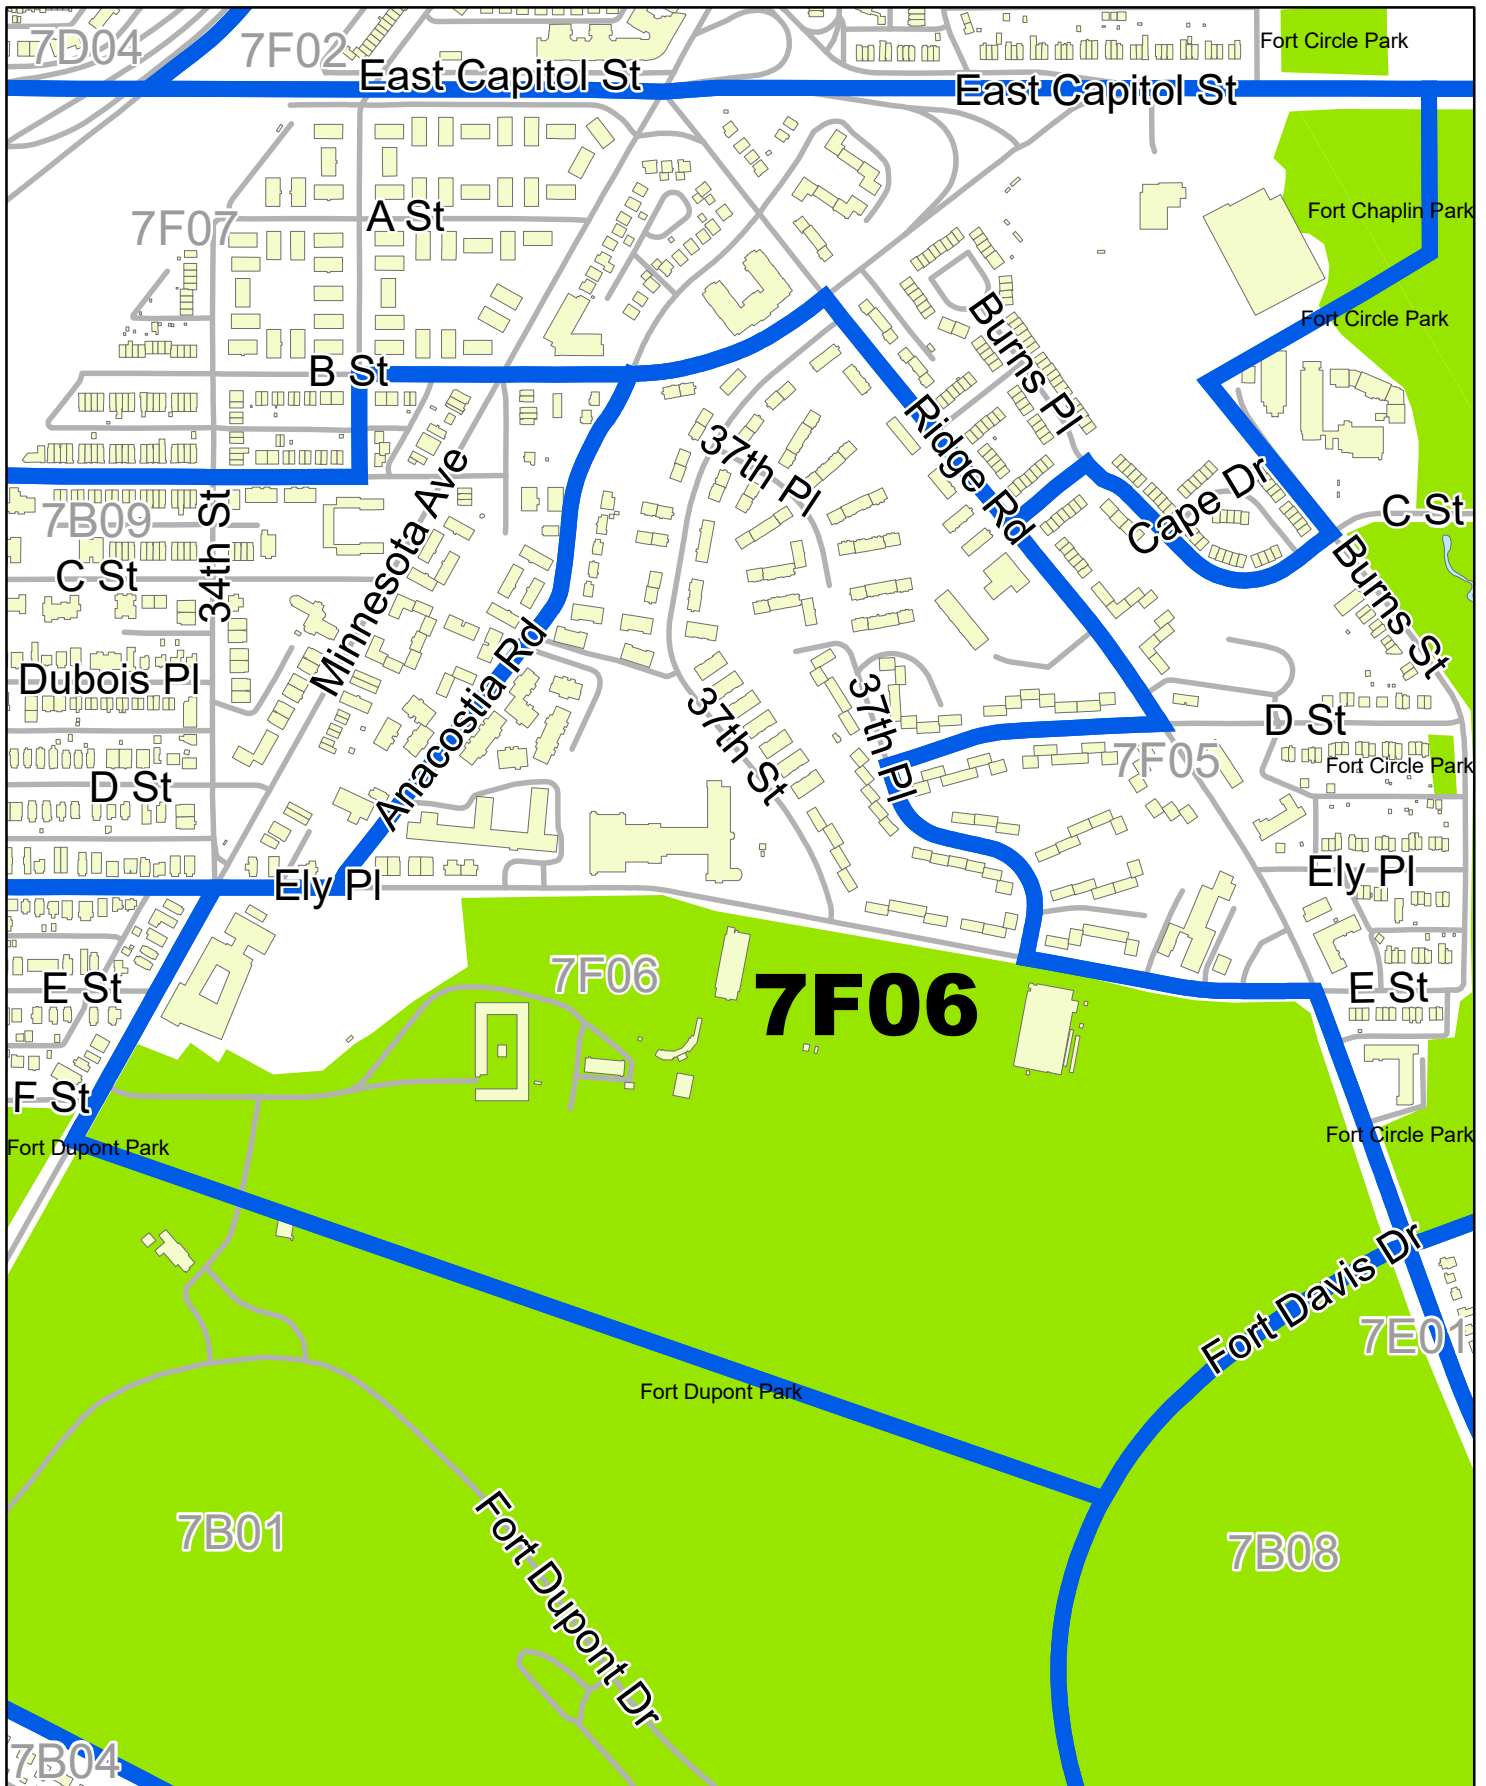 7D04
7F02
East Capitol St
East Capitol St
Fort Circle Park
Fort Chaplin Park
7F07
A St
Fort Circle Park
B St
Burns Pl
Ridge Rd
37th Pl
Cape Dr
C St
7B09
34th St
Minnesota Ave
C St
Burns St
Dubois Pl
Anacostia Rd
37th St
37th Pl
D St
7F05
Fort Circle Park
D St
Ely Pl
Ely Pl
7F06
7F06
E St
E St
F St
Fort Dupont Park
Fort Circle Park
Fort Davis Dr
7E01
Fort Dupont Park
7B01
Fort Dupont Dr
7B08
7B04